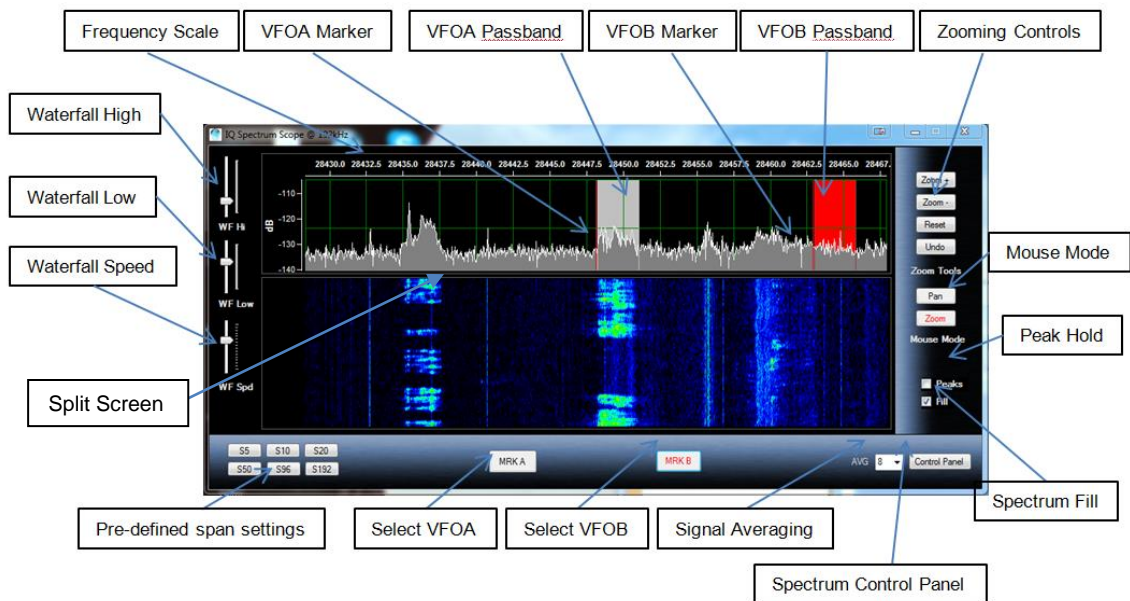 Frequency Scale
VFOA Marker
VFOA Passband
VFOB Marker
VFOB Passband
Zooming Controls
Waterfall High
Waterfall Low
Waterfall Speed
Split Screen
IQ Spectrum Scope @ 192kHz
28430.0 28432.5 28435.0 28437.5 28440.0 28442.5 28445.0 28447.5 28450.0 28452.5 28455.0 28457.5 28460.0 28462.5 28465.0 28467.
dB
-110
-120
-130
-140
WF Hi
WF Low
WF Spd
Zoom +
Zoom -
Reset
Undo
Zoom Tools
Pan
Zoom
Mouse Mode
Peaks
Fill
Mouse Mode
Peak Hold
Spectrum Fill
S5 S10 S20
S50 S96 S192
MRK A
MRK B
AVG 8
Control Panel
Pre-defined span settings
Select VFOA
Select VFOB
Signal Averaging
Spectrum Control Panel